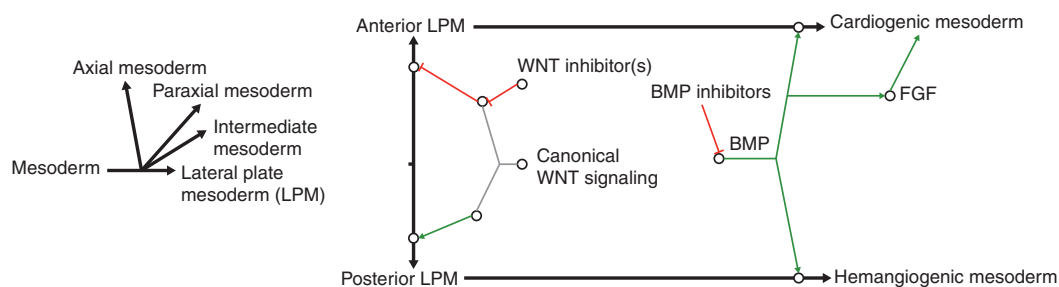 Axial mesoderm
Paraxial mesoderm
Intermediate
mesoderm
Mesoderm
Lateral plate
mesoderm (LPM)
Anterior LPM
Cardiogenic mesoderm
WNT inhibitor(s)
BMP inhibitors
FGF
BMP
Canonical
WNT signaling
Posterior LPM
Hemangiogenic mesoderm